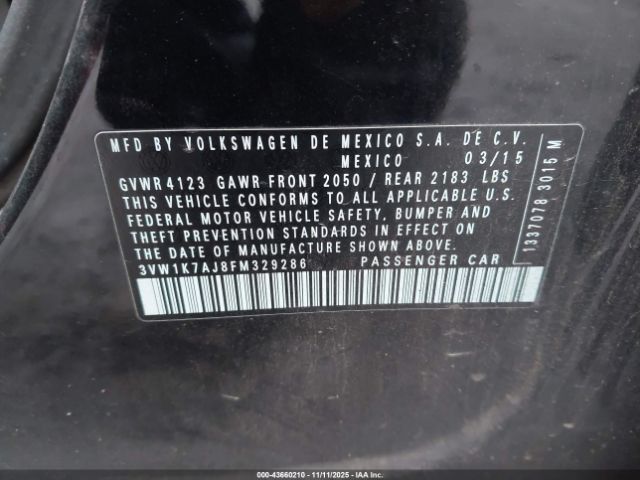 MFD BY VOLKSWAGEN DE MEXICO S.A. DE C.V.
MEXICO 03/15
GVWR 4123 GAWR FRONT 2050 / REAR 2183 LBS
THIS VEHICLE CONFORMS TO ALL APPLICABLE U.S.
FEDERAL MOTOR VEHICLE SAFETY, BUMPER AND
THEFT PREVENTION STANDARDS IN EFFECT ON
THE DATE OF MANUFACTURE SHOWN ABOVE.
3VW1K7AJ8FM329286 PASSENGER CAR
1337078 3015 M
000-43660210 - 11/11/2025 - IAAI.COM